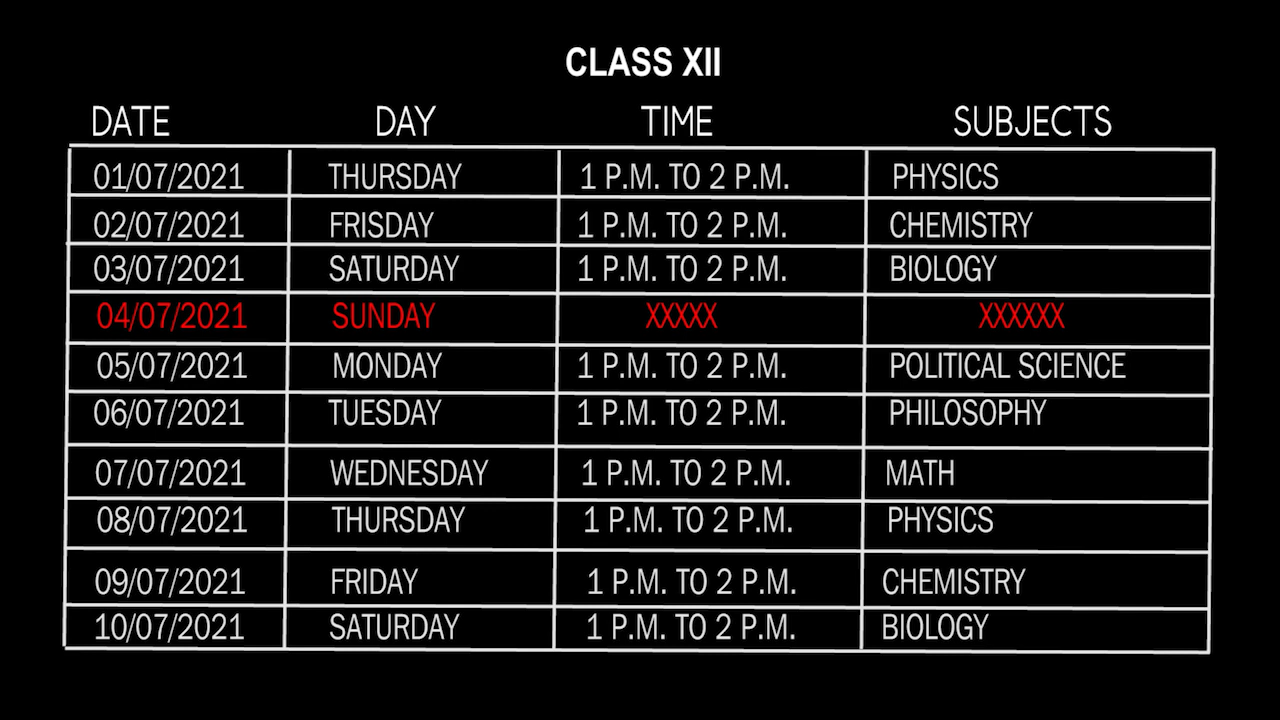 CLASS XII
DATE DAY TIME SUBJECTS
01/07/2021 THURSDAY 1 P.M. TO 2 P.M. PHYSICS
02/07/2021 FRISDAY 1 P.M. TO 2 P.M. CHEMISTRY
03/07/2021 SATURDAY 1 P.M. TO 2 P.M. BIOLOGY
04/07/2021 SUNDAY XXXXX XXXXXX
05/07/2021 MONDAY 1 P.M. TO 2 P.M. POLITICAL SCIENCE
06/07/2021 TUESDAY 1 P.M. TO 2 P.M. PHILOSOPHY
07/07/2021 WEDNESDAY 1 P.M. TO 2 P.M. MATH
08/07/2021 THURSDAY 1 P.M. TO 2 P.M. PHYSICS
09/07/2021 FRIDAY 1 P.M. TO 2 P.M. CHEMISTRY
10/07/2021 SATURDAY 1 P.M. TO 2 P.M. BIOLOGY